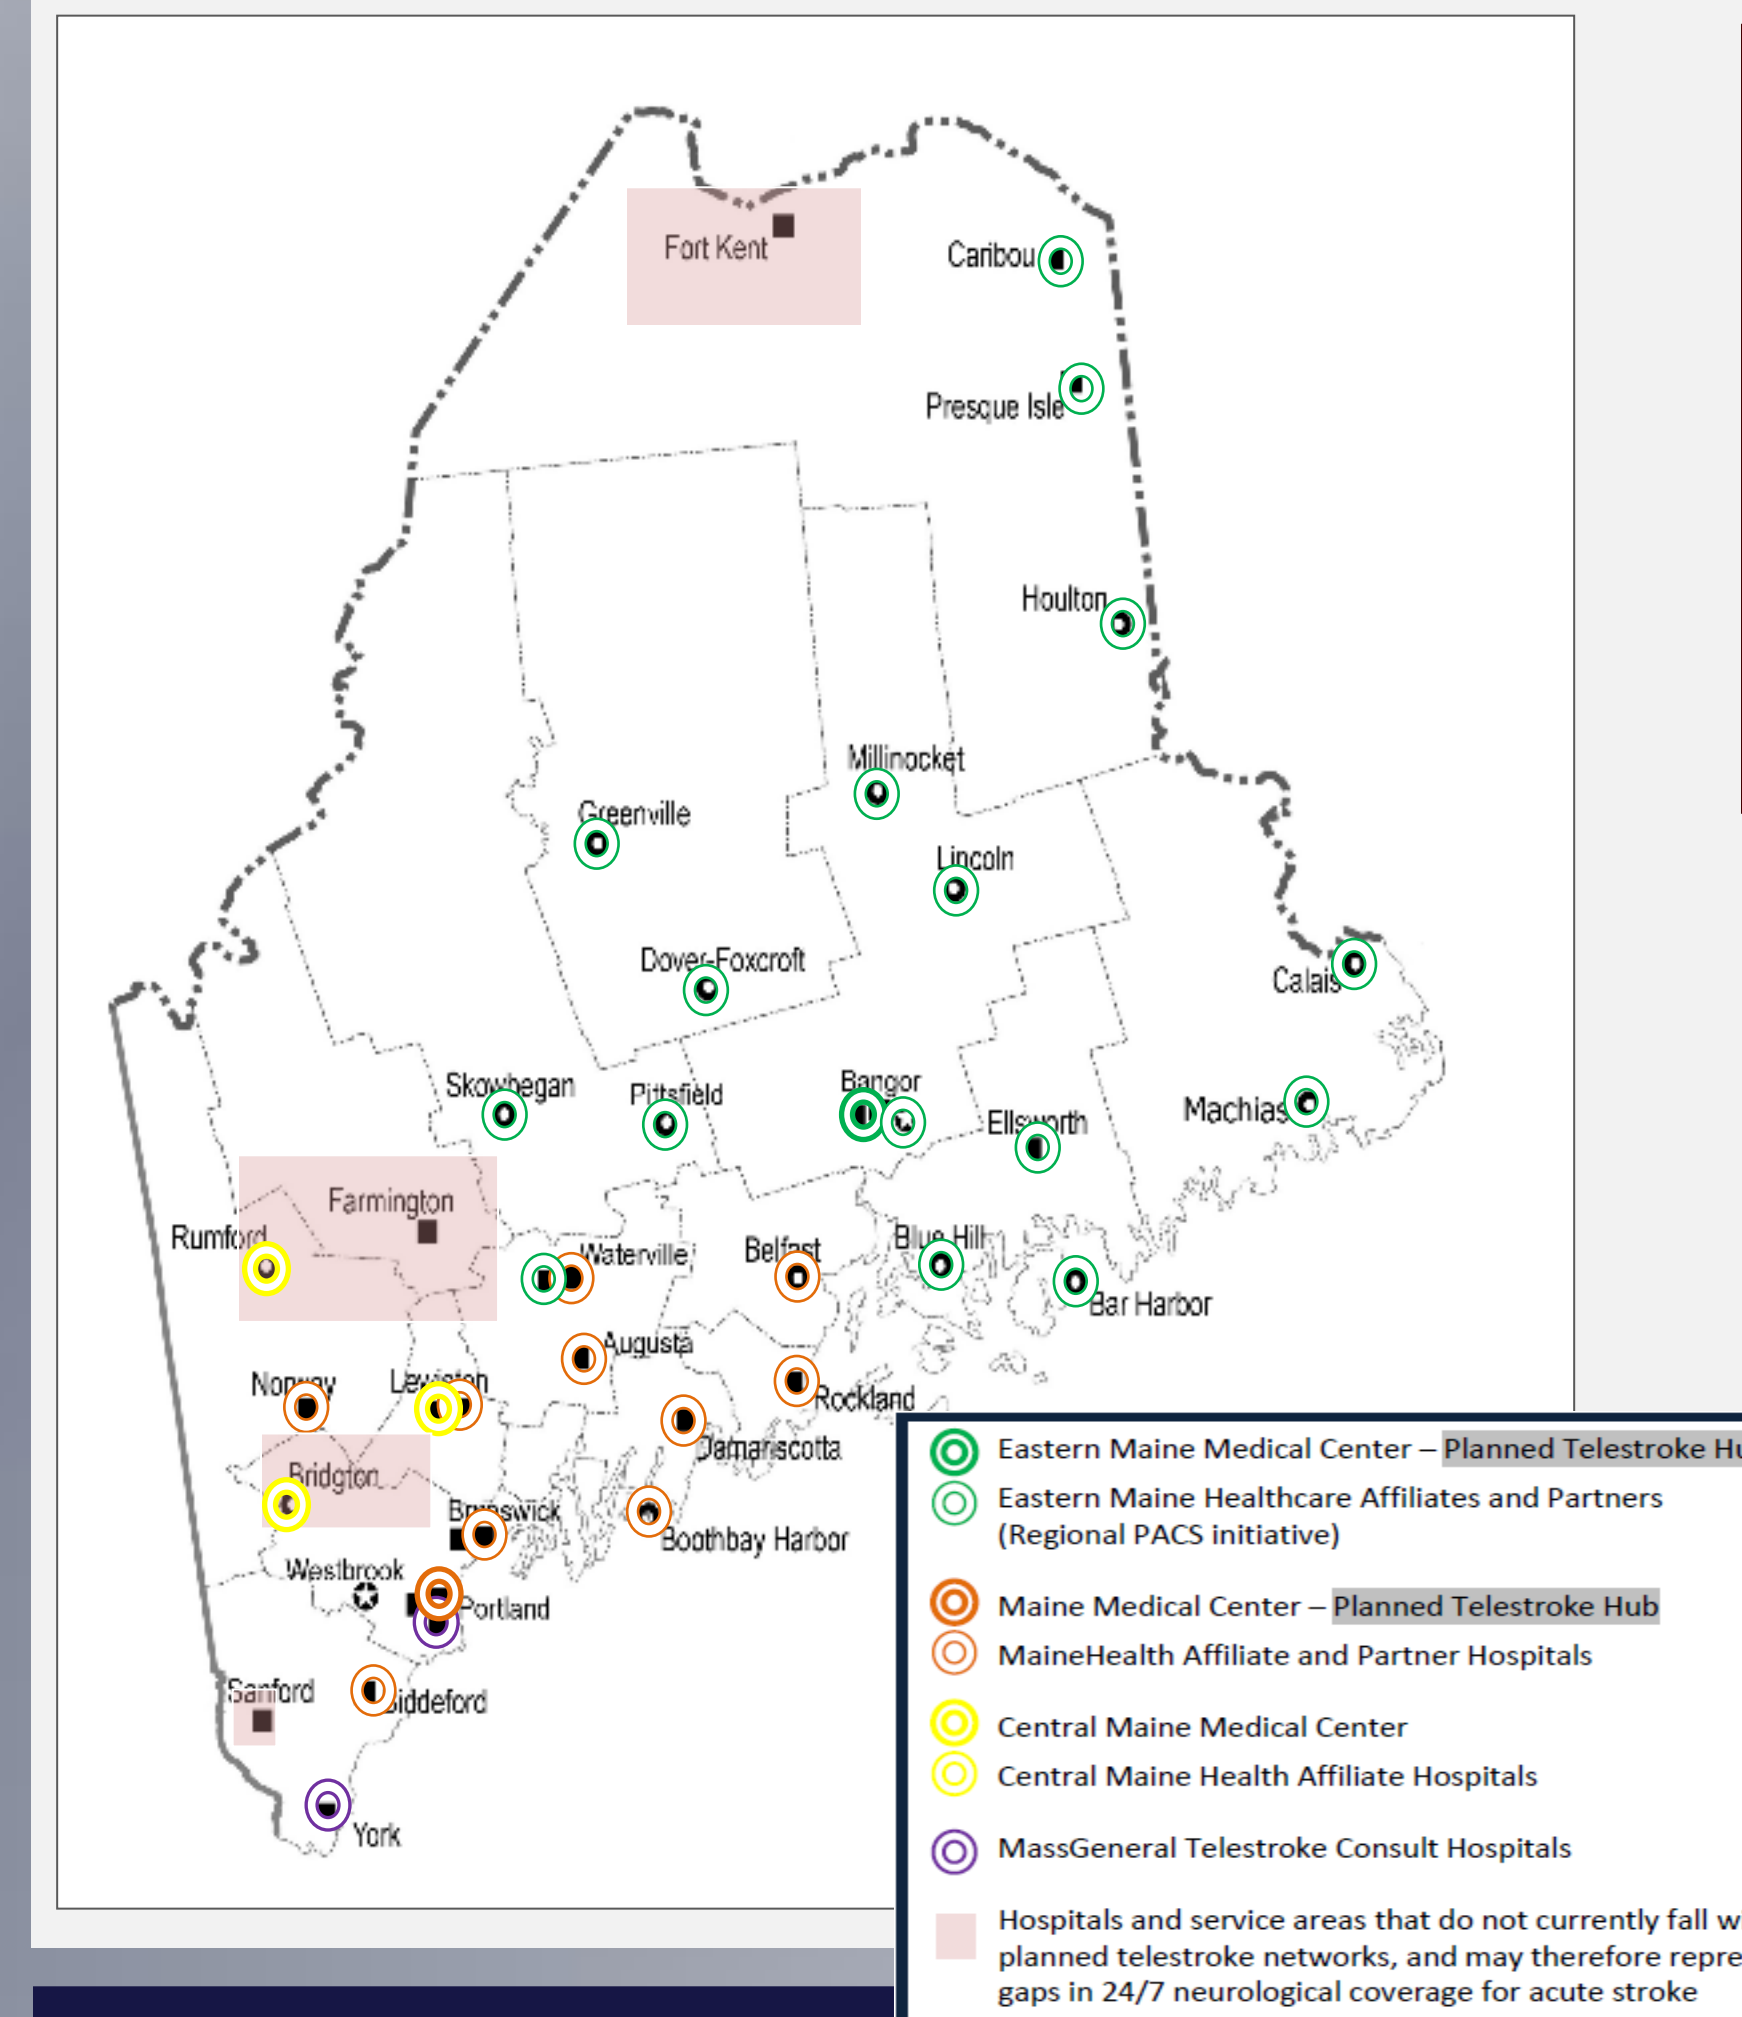 Fort Kent
Caribou
Presque Isle
Houlton
Millinocket
Greenville
Lincoln
Dover-Foxcroft
Calais
Skowhegan
Pittsfield
Bangor
Ellsworth
Machias
Farmington
Rumford
Waterville
Belfast
Blue Hill
Bar Harbor
Augusta
Norway
Lewiston
Rockland
Damariscotta
Bridgton
Brunswick
Boothbay Harbor
Westbrook
Portland
Sanford
Biddeford
York
Eastern Maine Medical Center – Planned Telestroke
Eastern Maine Healthcare Affiliates and Partners
(Regional PACS initiative)
Maine Medical Center – Planned Telestroke Hub
MaineHealth Affiliate and Partner Hospitals
Central Maine Medical Center
Central Maine Health Affiliate Hospitals
MassGeneral Telestroke Consult Hospitals
Hospitals and service areas that do not currently fall
planned telestroke networks, and may therefore
gaps in 24/7 neurological coverage for acute stroke